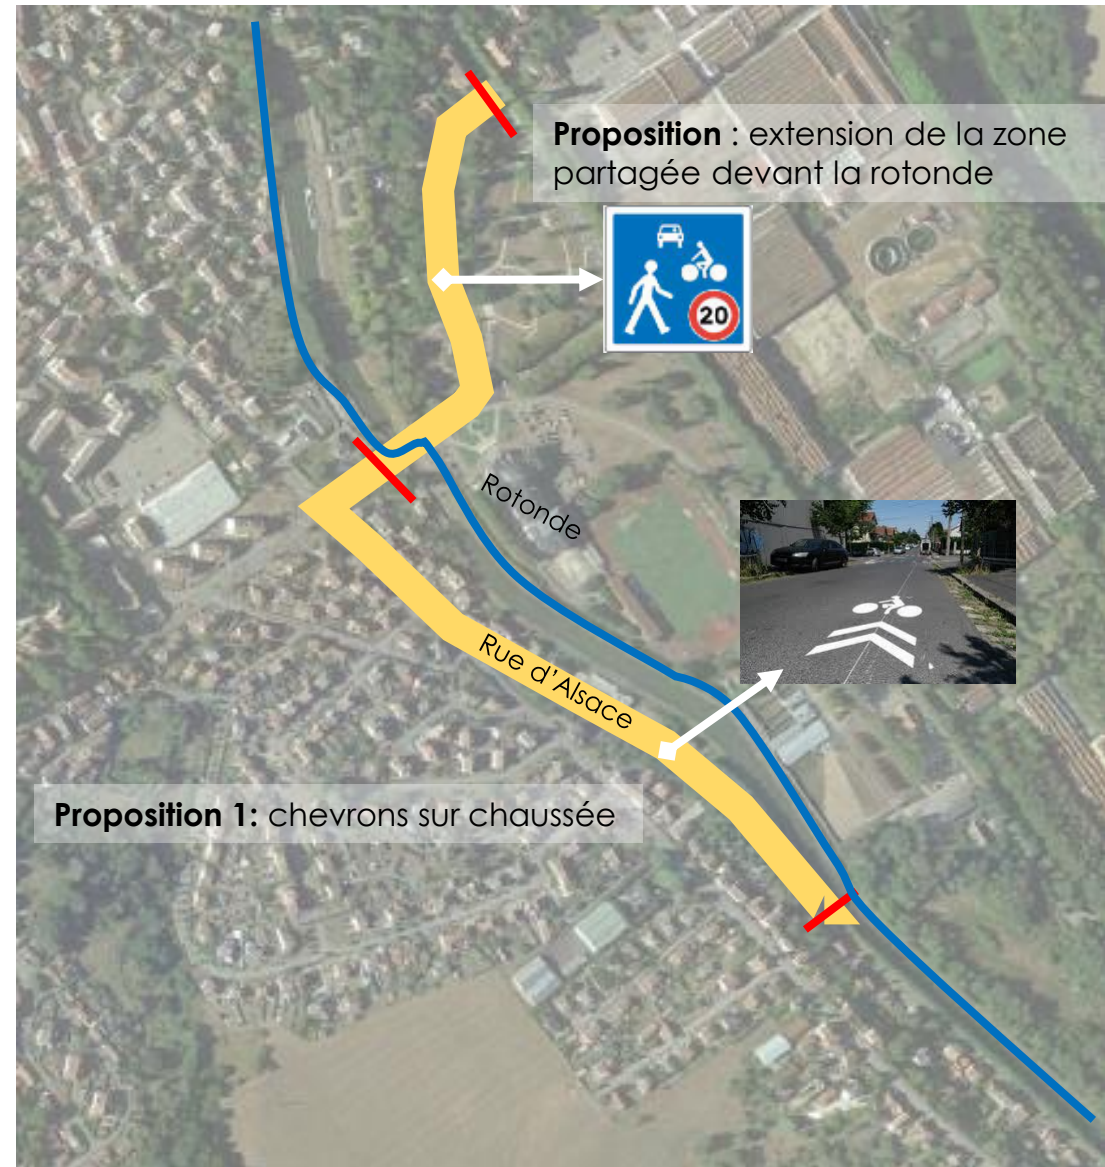 Proposition : extension de la zone
partagée devant la rotonde
20
Rotonde
Rue d'Alsace
Proposition 1: chevrons sur chaussée